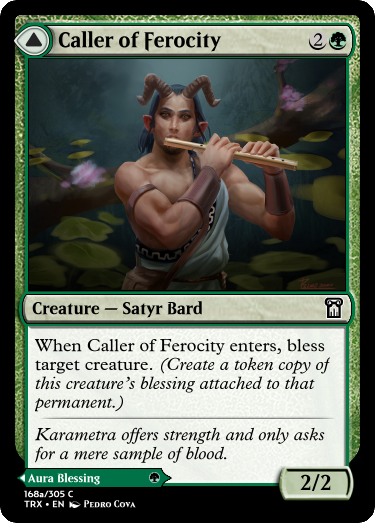 Caller of Ferocity 2
Creature — Satyr Bard
When Caller of Ferocity enters, bless
target creature. (Create a token copy of
this creature's blessing attached to that
permanent.)
Karametra offers strength and only asks
for a mere sample of blood.
Aura Blessing
2/2
168a/305 C
TRX • EN Pedro Cova